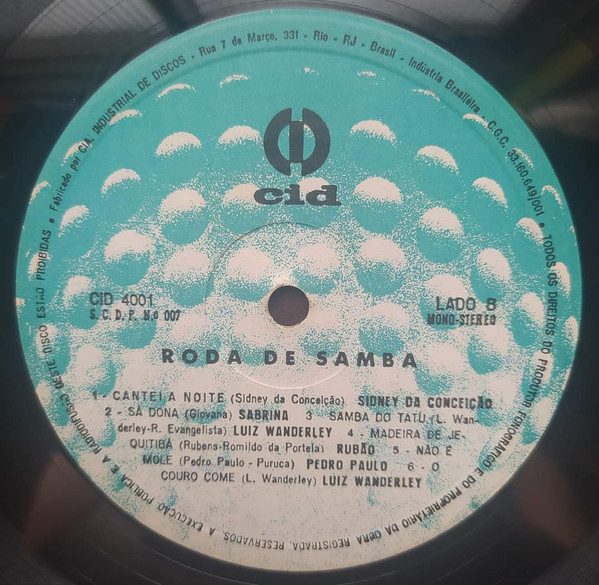 • Fabricado por CIA. INDUSTRIAL DE DISCOS - Rua 7 de Março, 331 - Rio - RJ - Brasil - Indústria Brasileira - C.G.C. 33.160.649/001 • TODOS OS DIREITOS DO PRODUTOR FONOGRÁFICO E DO PROPRIETÁRIO DA OBRA REGISTRADA, RESERVADOS. A EXECUÇÃO PÚBLICA E A RADIODIFUSÃO DESTE DISCO ESTÃO PROIBIDAS
cid
CID 4001
S. C. D. P. Nº 007
LADO B
MONO-STEREO
RODA DE SAMBA
1 - CANTEI A NOITE (Sidney da Conceição) SIDNEY DA CONCEIÇÃO
2 - SÁ DONA (Giovana) SABRINA 3 - SAMBA DO TATU (L. Wan-
derley-R. Evangelista) LUIZ WANDERLEY 4 - MADEIRA DE JE-
QUITIBÁ (Rubens-Romildo da Portela) RUBÃO 5 - NÃO É
MOLE (Pedro Paulo - Puruca) PEDRO PAULO 6 - O
COURO COME (L. Wanderley) LUIZ WANDERLEY